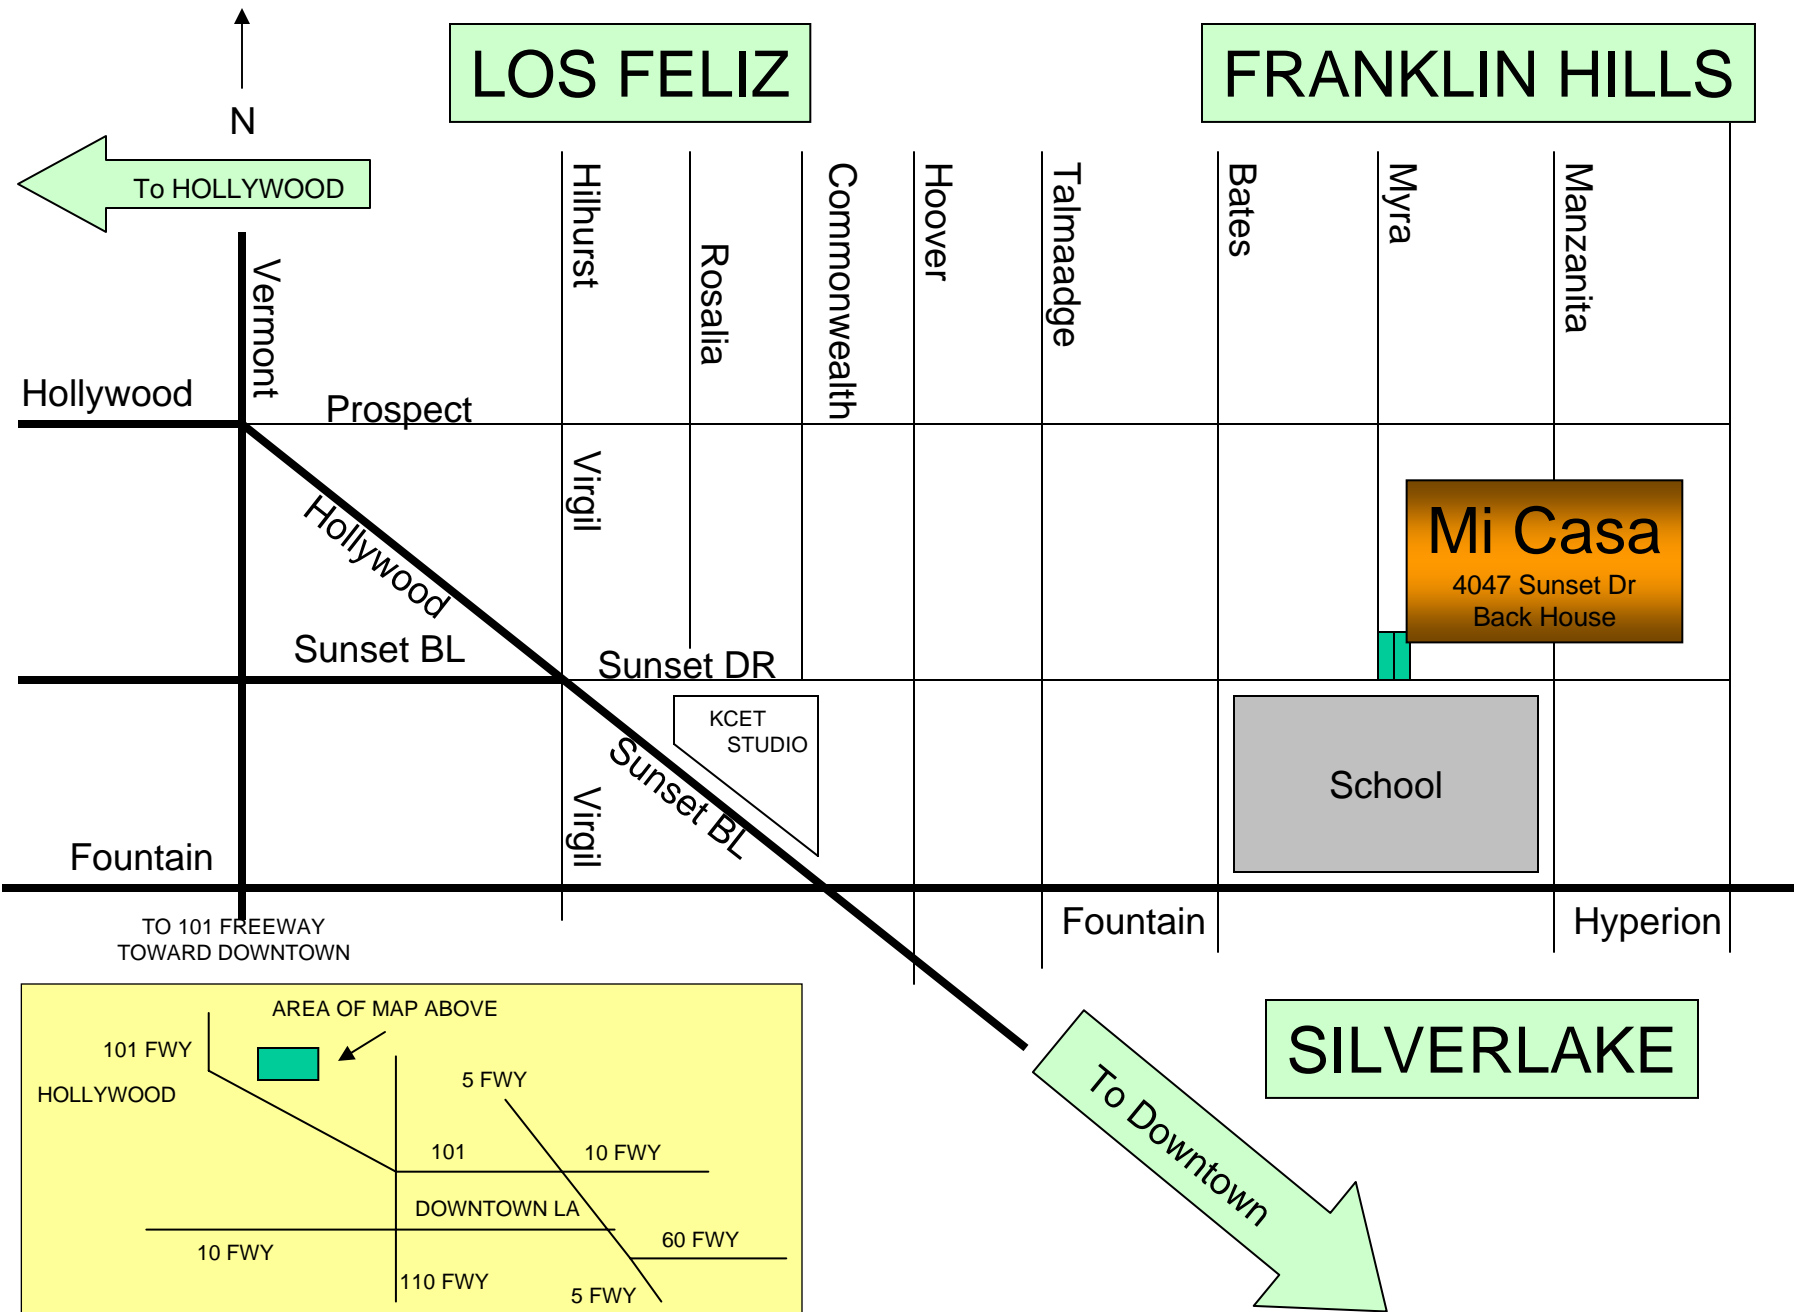 LOS FELIZ
FRANKLIN HILLS
N
To HOLLYWOOD
Vermont
Hilhurst
Rosalia
Commonwealth
Hoover
Talmaadge
Bates
Myra
Manzanita
Hollywood
Prospect
Virgil
Hollywood
Mi Casa
4047 Sunset Dr
Back House
Sunset BL
Sunset DR
KCET
STUDIO
Sunset BL
School
Virgil
Fountain
Fountain
Hyperion
TO 101 FREEWAY
TOWARD DOWNTOWN
SILVERLAKE
To Downtown
AREA OF MAP ABOVE
101 FWY
HOLLYWOOD
5 FWY
101
10 FWY
DOWNTOWN LA
10 FWY
60 FWY
110 FWY
5 FWY